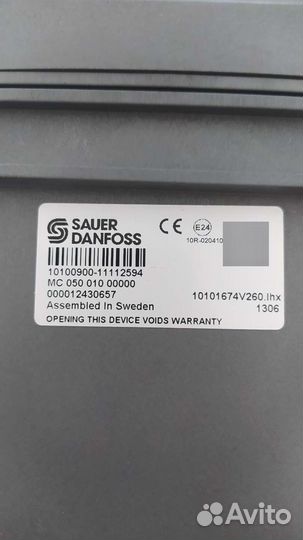 SAUER
DANFOSS
CE E24
10R-020410
10100900-11112594
MC 050 010 00000
000012430657
10101674V260.lhx
Assembled In Sweden
1306
OPENING THIS DEVICE VOIDS WARRANTY
Avito